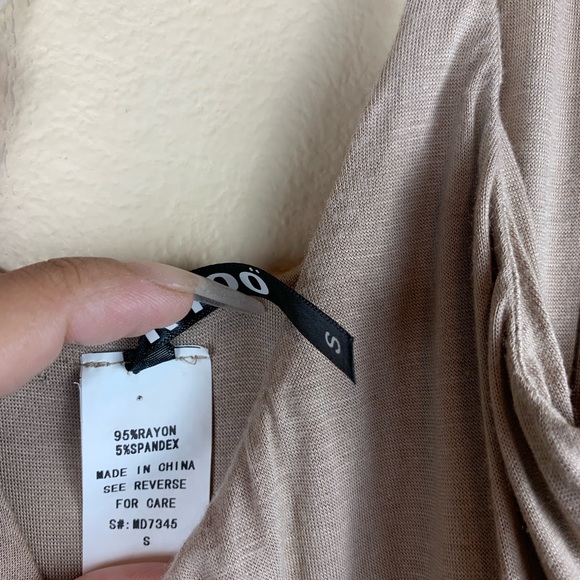 S
95%RAYON
5%SPANDEX
MADE IN CHINA
SEE REVERSE
FOR CARE
S#: MD7345
S